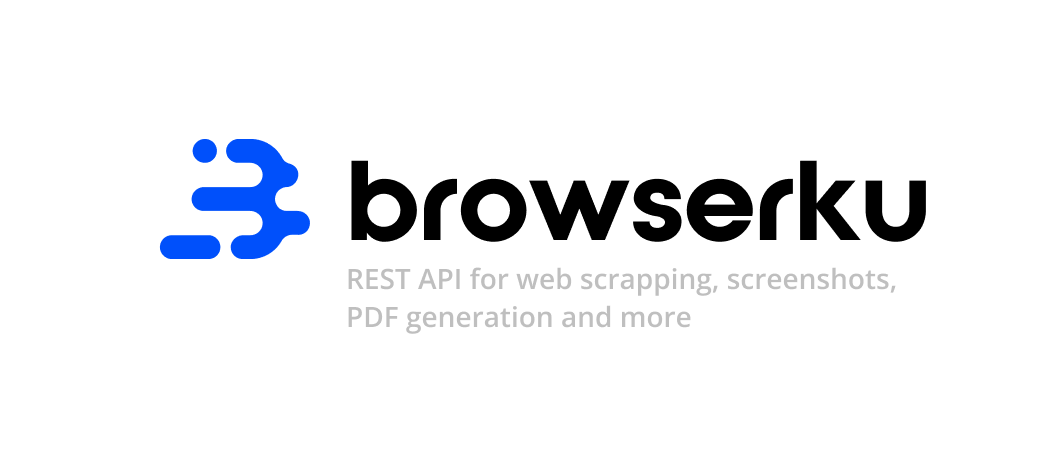 browserku
REST API for web scrapping, screenshots,
PDF generation and more